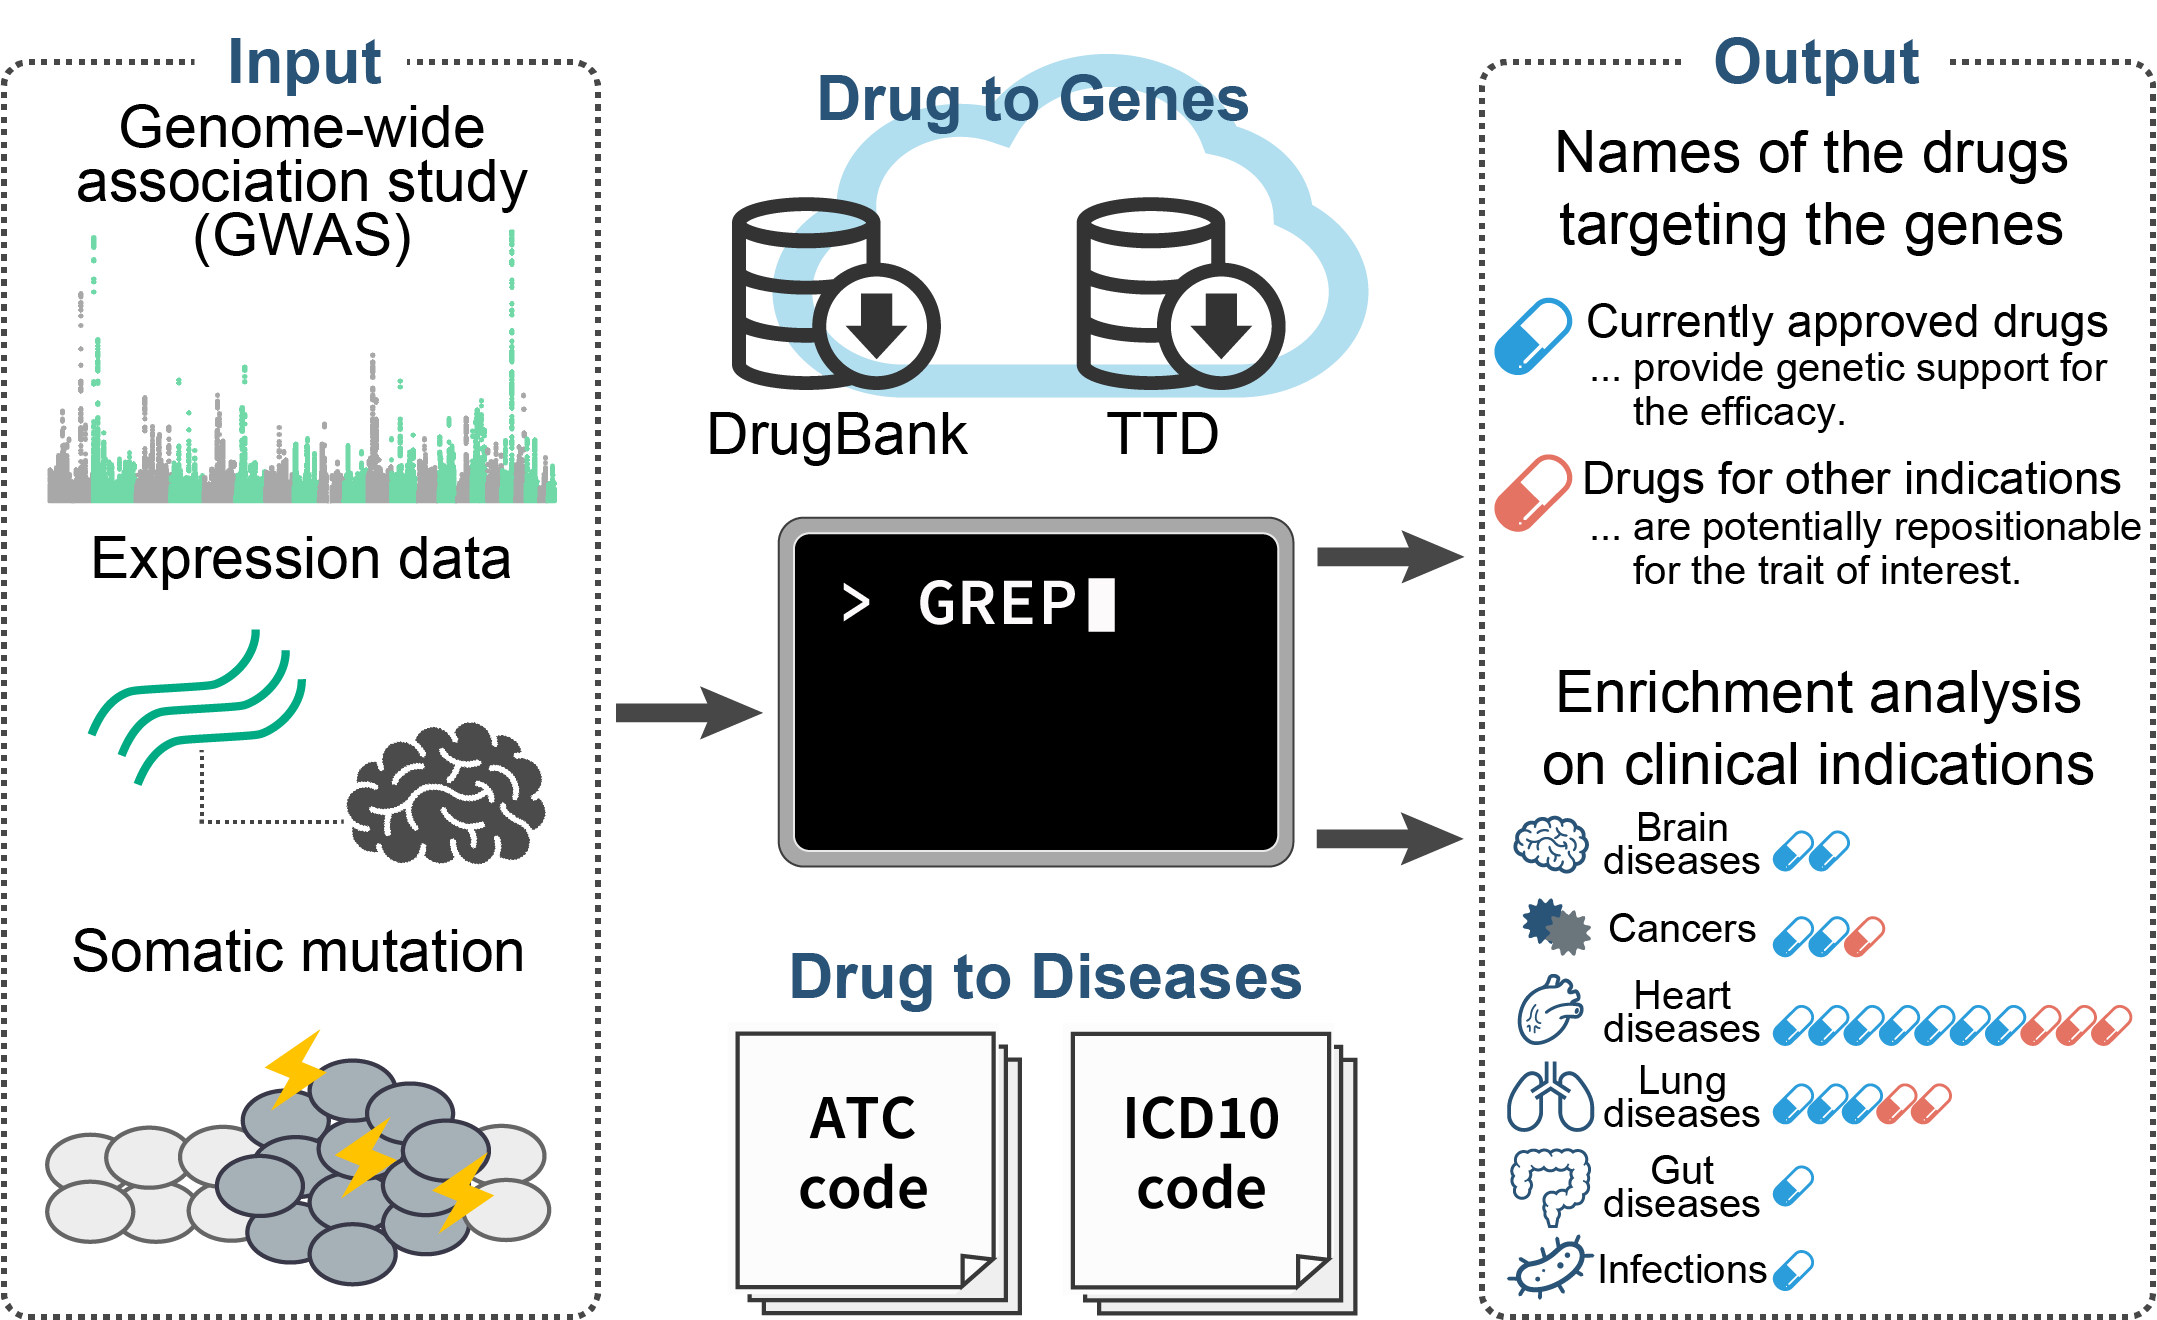 Input
Genome-wide
association study
(GWAS)
Expression data
Somatic mutation
Drug to Genes
DrugBank
TTD
> GREP
Drug to Diseases
ATC
code
ICD10
code
Output
Names of the drugs
targeting the genes
Currently approved drugs
... provide genetic support for
the efficacy.
Drugs for other indications
... are potentially repositionable
for the trait of interest.
Enrichment analysis
on clinical indications
Brain
diseases
Cancers
Heart
diseases
Lung
diseases
Gut
diseases
Infections